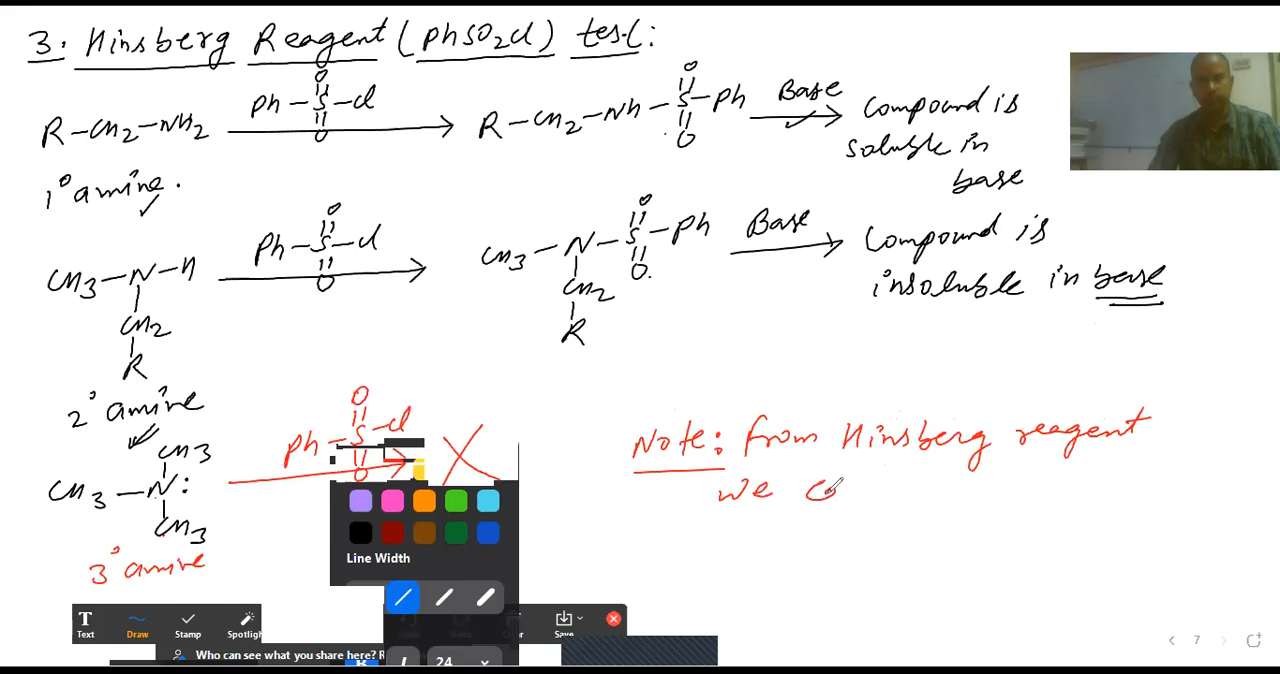 3. Hinsberg Reagent (PhSO2Cl) test:
R-CH2-NH2
Ph-S-Cl
O
O
R-CH2-NH-S-Ph
O
O
Base
Compound is
soluble in
base
1° amine.
CH3-N-H
CH2
R
Ph-S-Cl
O
O
CH3-N-S-Ph
O
O
CH2
R
Base
Compound is
insoluble in base
2° amine
CH3
CH3-N:
CH3
3° amine
Ph-S-Cl
O
O
Note: From Hinsberg reagent
we
Line Width
Text
Draw
Stamp
Spotlight
Save
Who can see what you share here? R
B
I
24
7